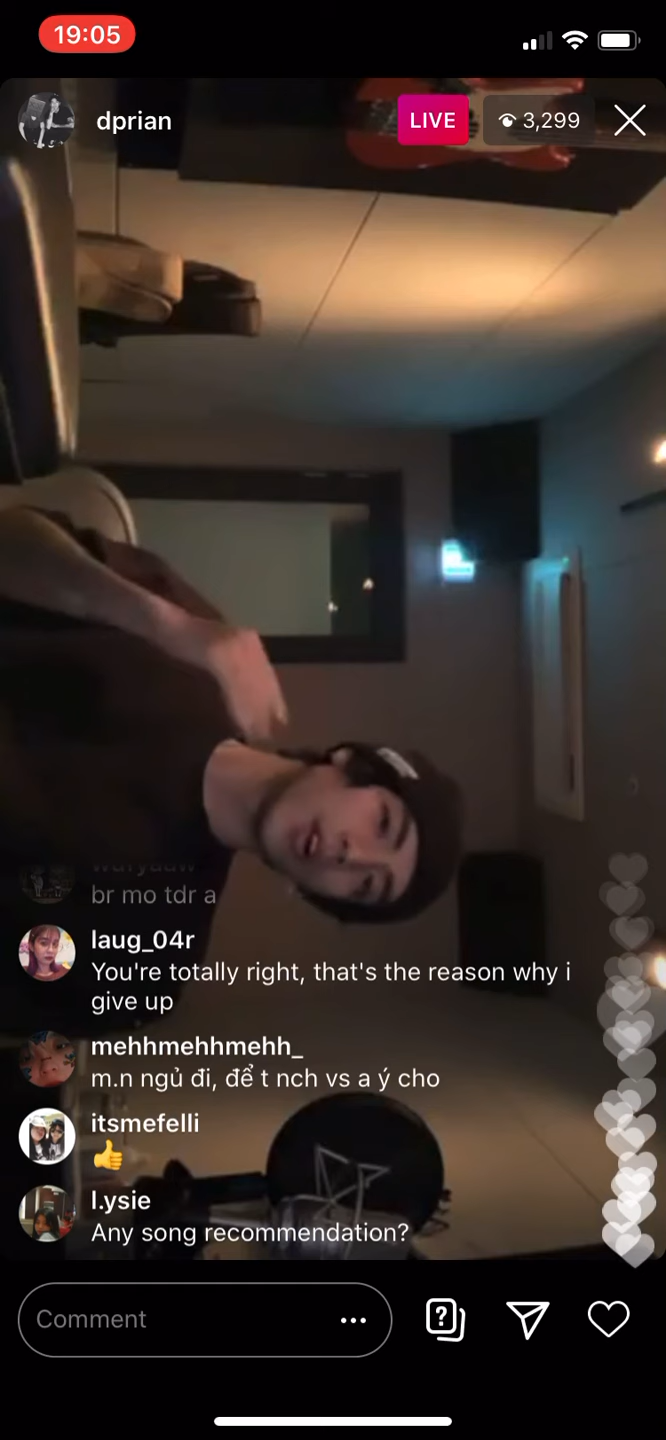 19:05
dprian
LIVE
3,299
br mo tdr a
laug_04r
You're totally right, that's the reason why i
give up
mehhmehhmehh_
m.n ngủ đi, để t nch vs a ý cho
itsmefelli
👍
l.ysie
Any song recommendation?
Comment